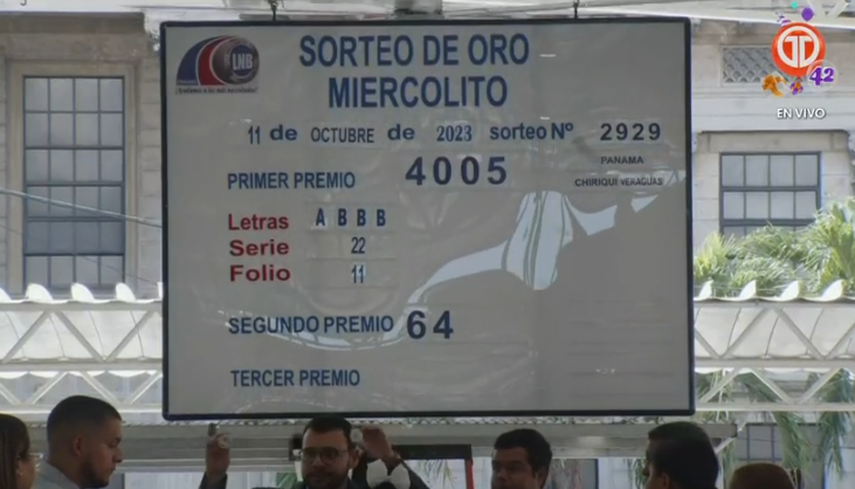 LNB
SORTEO DE ORO
MIERCOLITO
11 de OCTUBRE de 2023 sorteo Nº 2929
PRIMER PREMIO 4005
PANAMA
CHIRIQUI VERAGUAS
Letras A B B B
Serie 22
Folio 11
SEGUNDO PREMIO 64
TERCER PREMIO
42
EN VIVO